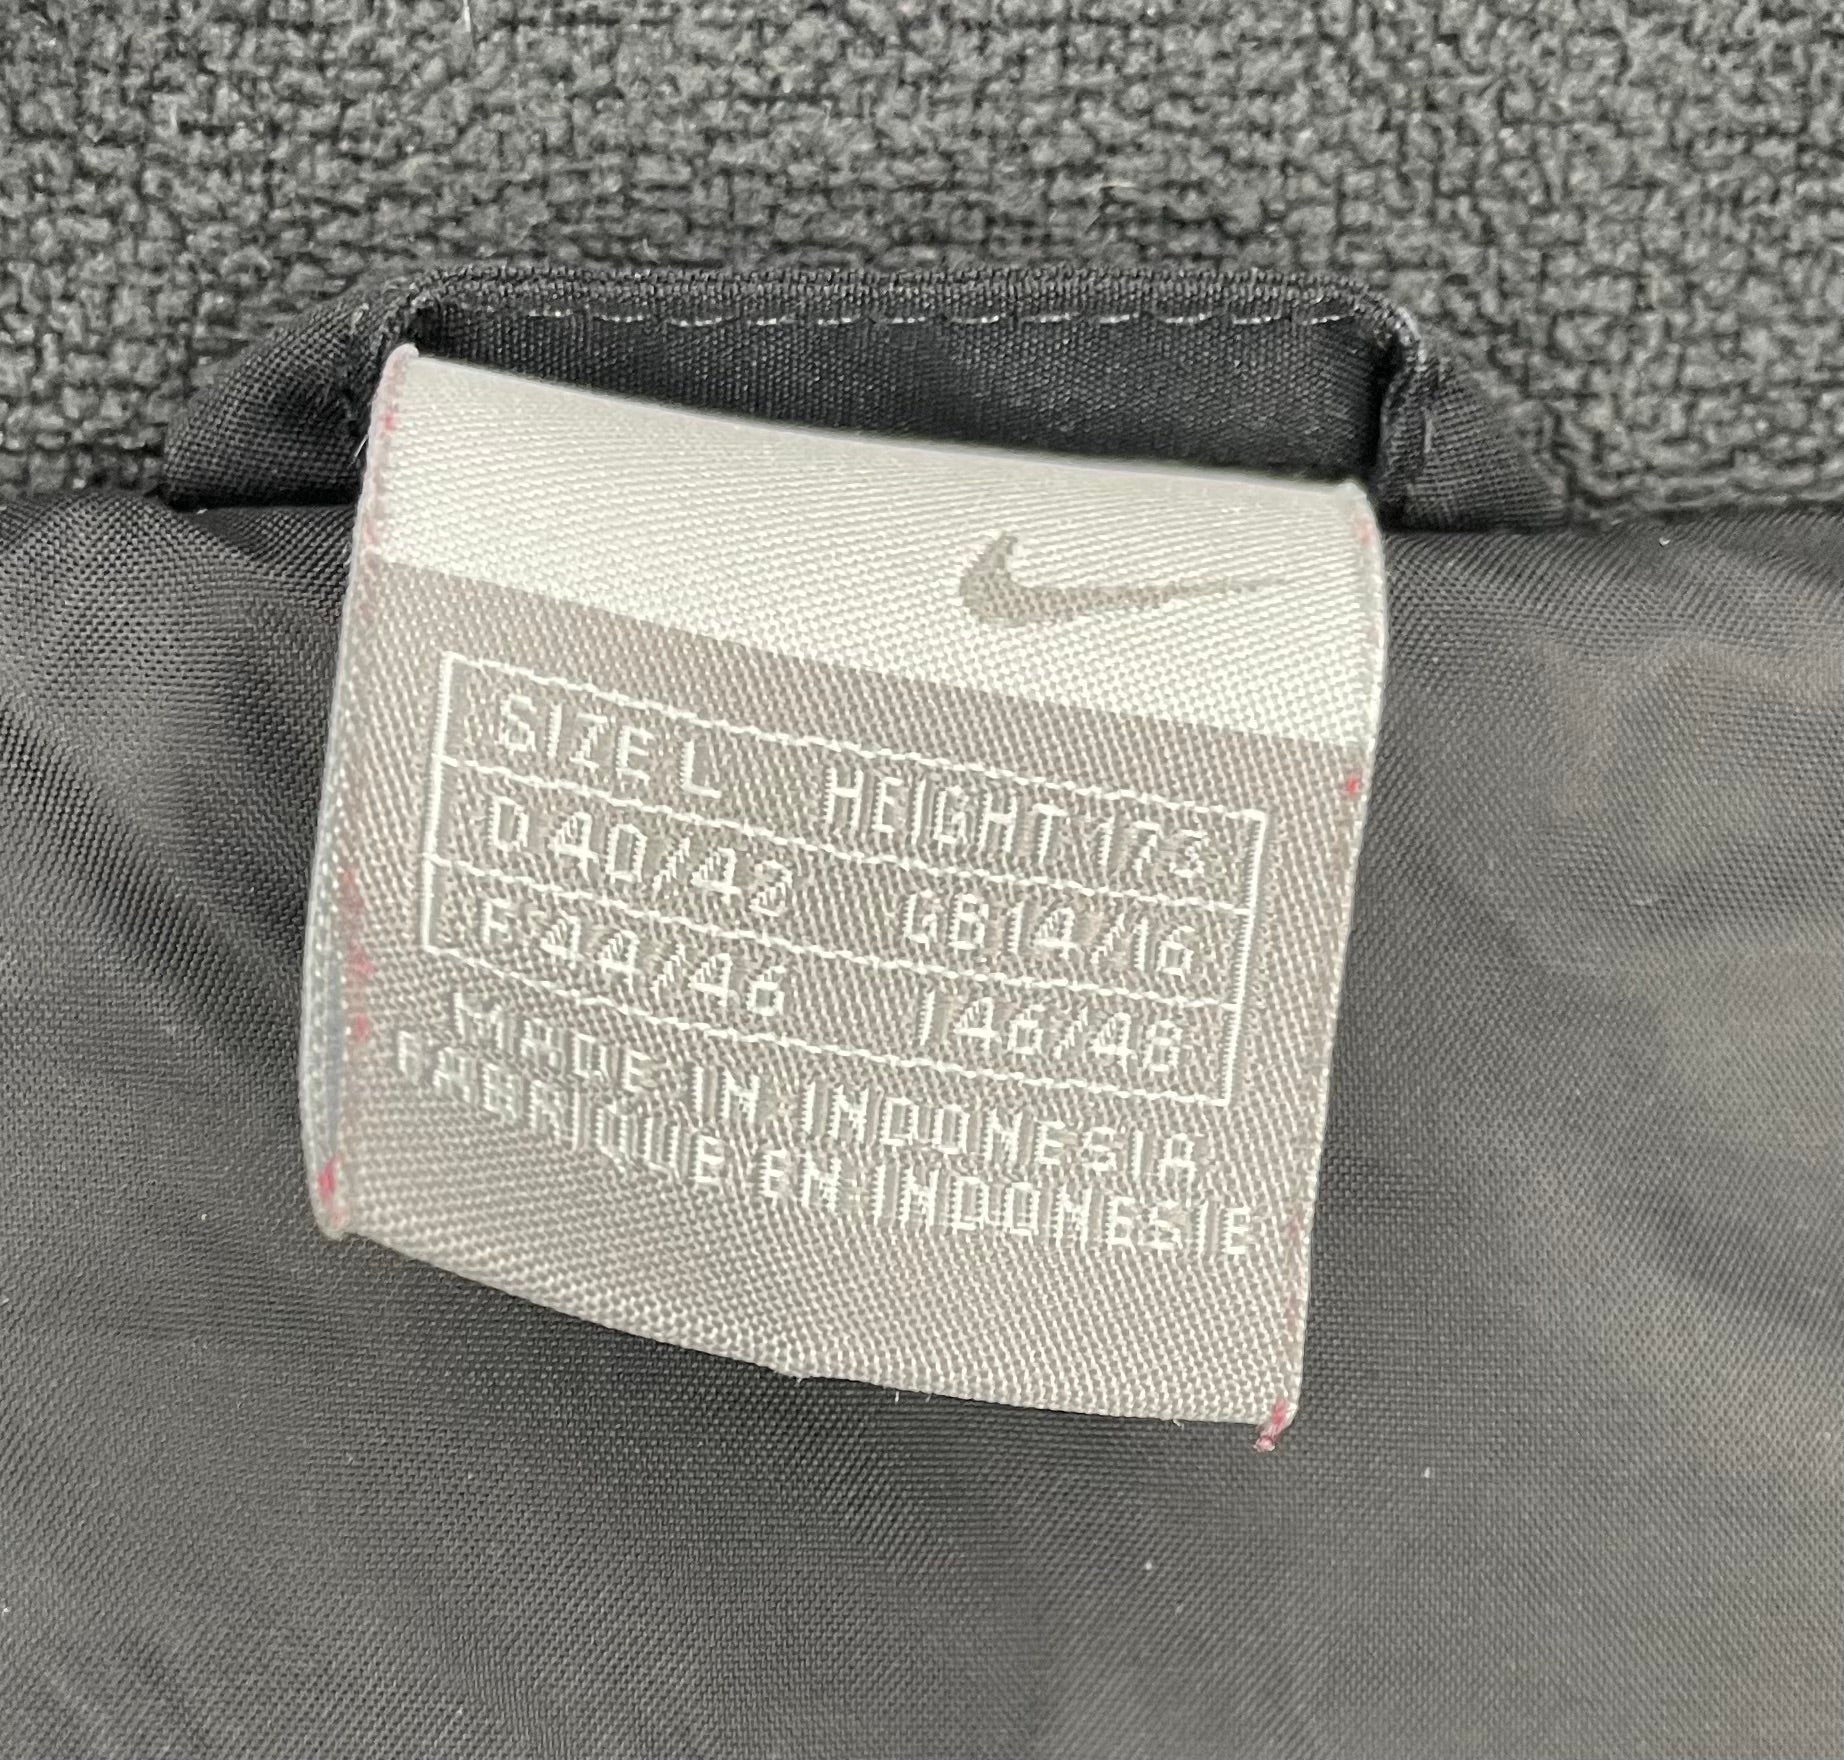 SIZE L HEIGHT 173
D 40/42 GB 14/16
F 44/46 I 46/48
MADE IN INDONESIA
FABRIQUE EN INDONESIE